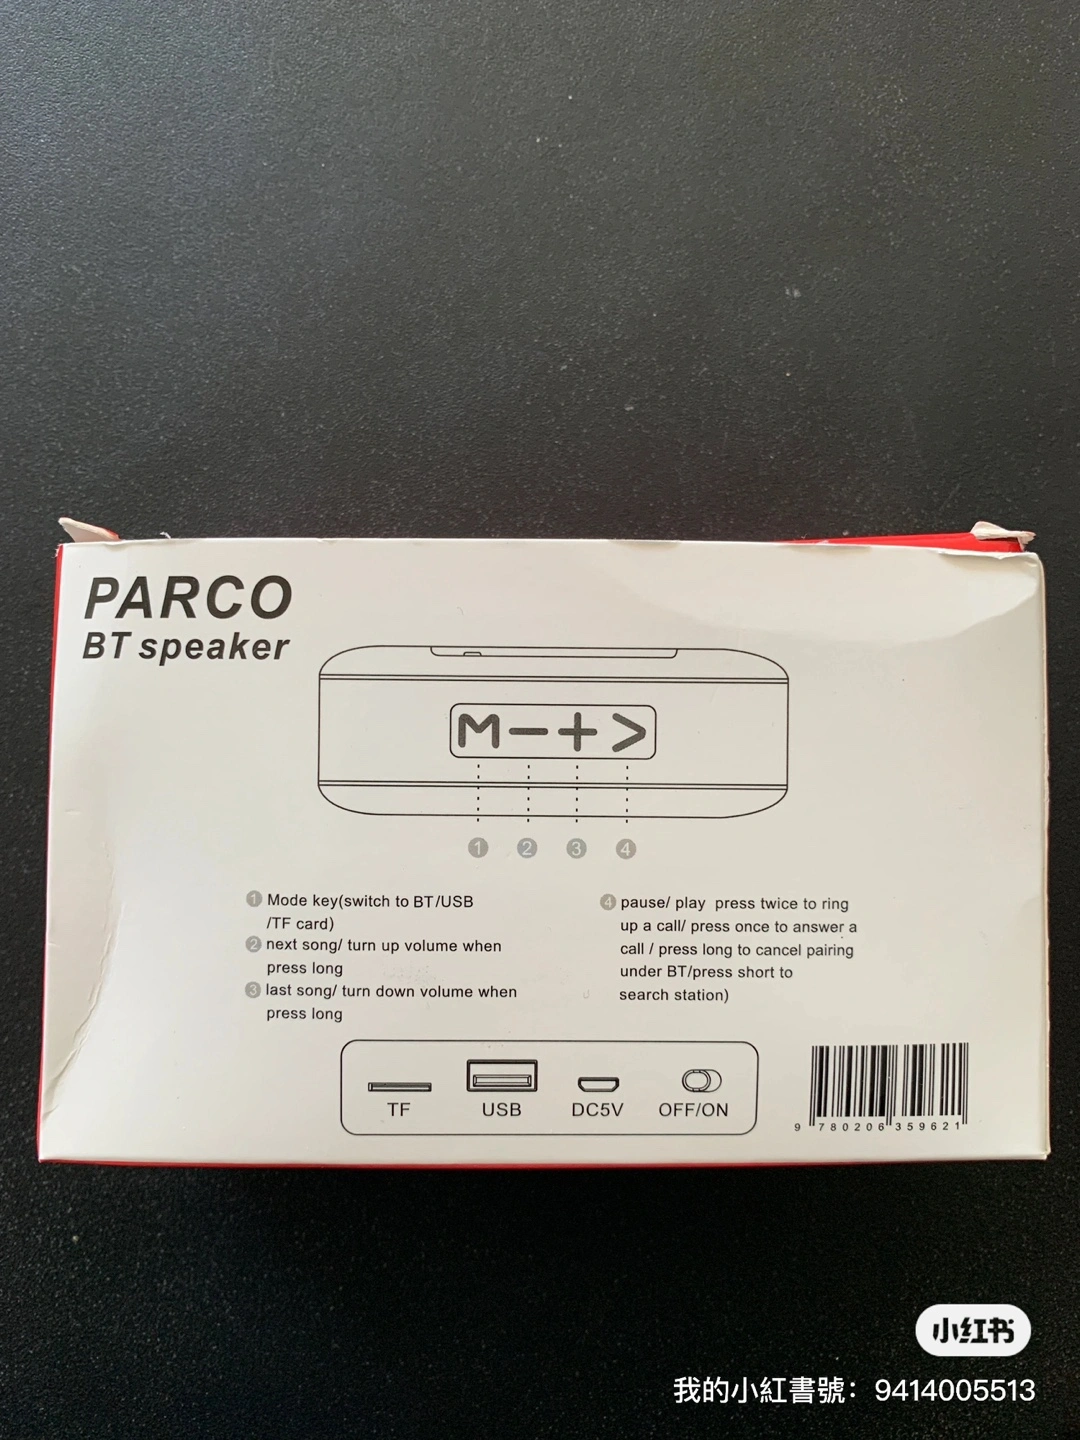 PARCO
BT speaker
M - + >
1 2 3 4
1 Mode key(switch to BT/USB
/TF card)
2 next song/ turn up volume when
press long
3 last song/ turn down volume when
press long
4 pause/ play press twice to ring
up a call/ press once to answer a
call / press long to cancel pairing
under BT/press short to
search station)
TF USB DC5V OFF/ON
9 780206 359621
小红书
我的小紅書號：9414005513